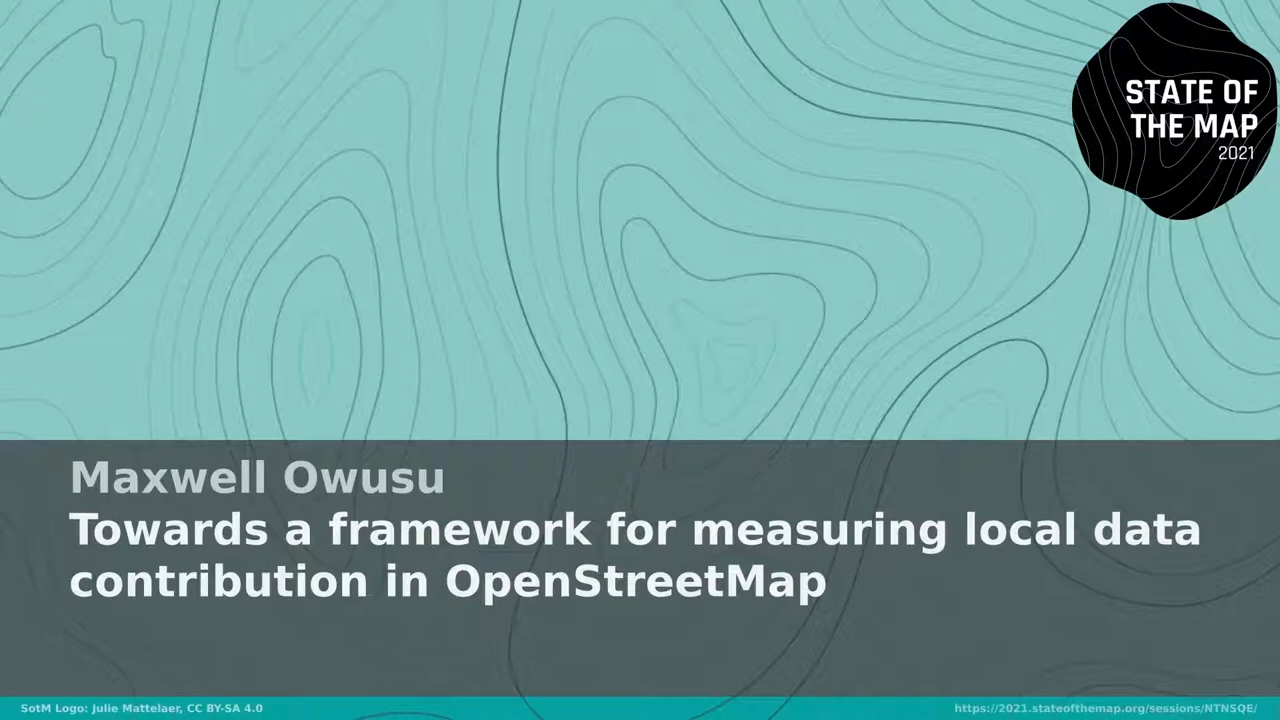 STATE OF
THE MAP
2021
Maxwell Owusu
Towards a framework for measuring local data
contribution in OpenStreetMap
SotM Logo: Julie Mattelaer, CC BY-SA 4.0
https://2021.stateofthemap.org/sessions/NTNSQE/